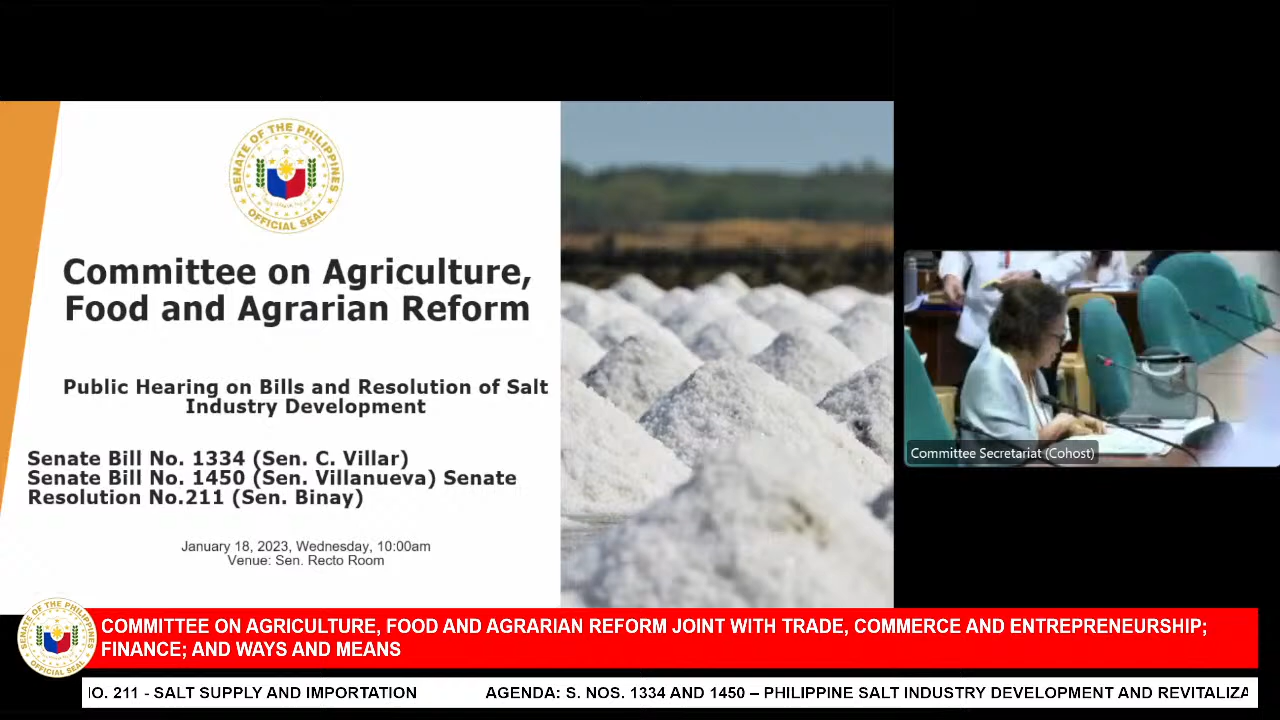 SENATE OF THE PHILIPPINES
OFFICIAL SEAL
Committee on Agriculture,
Food and Agrarian Reform
Public Hearing on Bills and Resolution of Salt
Industry Development
Senate Bill No. 1334 (Sen. C. Villar)
Senate Bill No. 1450 (Sen. Villanueva) Senate
Resolution No.211 (Sen. Binay)
January 18, 2023, Wednesday, 10:00am
Venue: Sen. Recto Room
Committee Secretariat (Cohost)
SENATE OF THE PHILIPPINES
OFFICIAL SEAL
COMMITTEE ON AGRICULTURE, FOOD AND AGRARIAN REFORM JOINT WITH TRADE, COMMERCE AND ENTREPRENEURSHIP;
FINANCE; AND WAYS AND MEANS
NO. 211 - SALT SUPPLY AND IMPORTATION AGENDA: S. NOS. 1334 AND 1450 – PHILIPPINE SALT INDUSTRY DEVELOPMENT AND